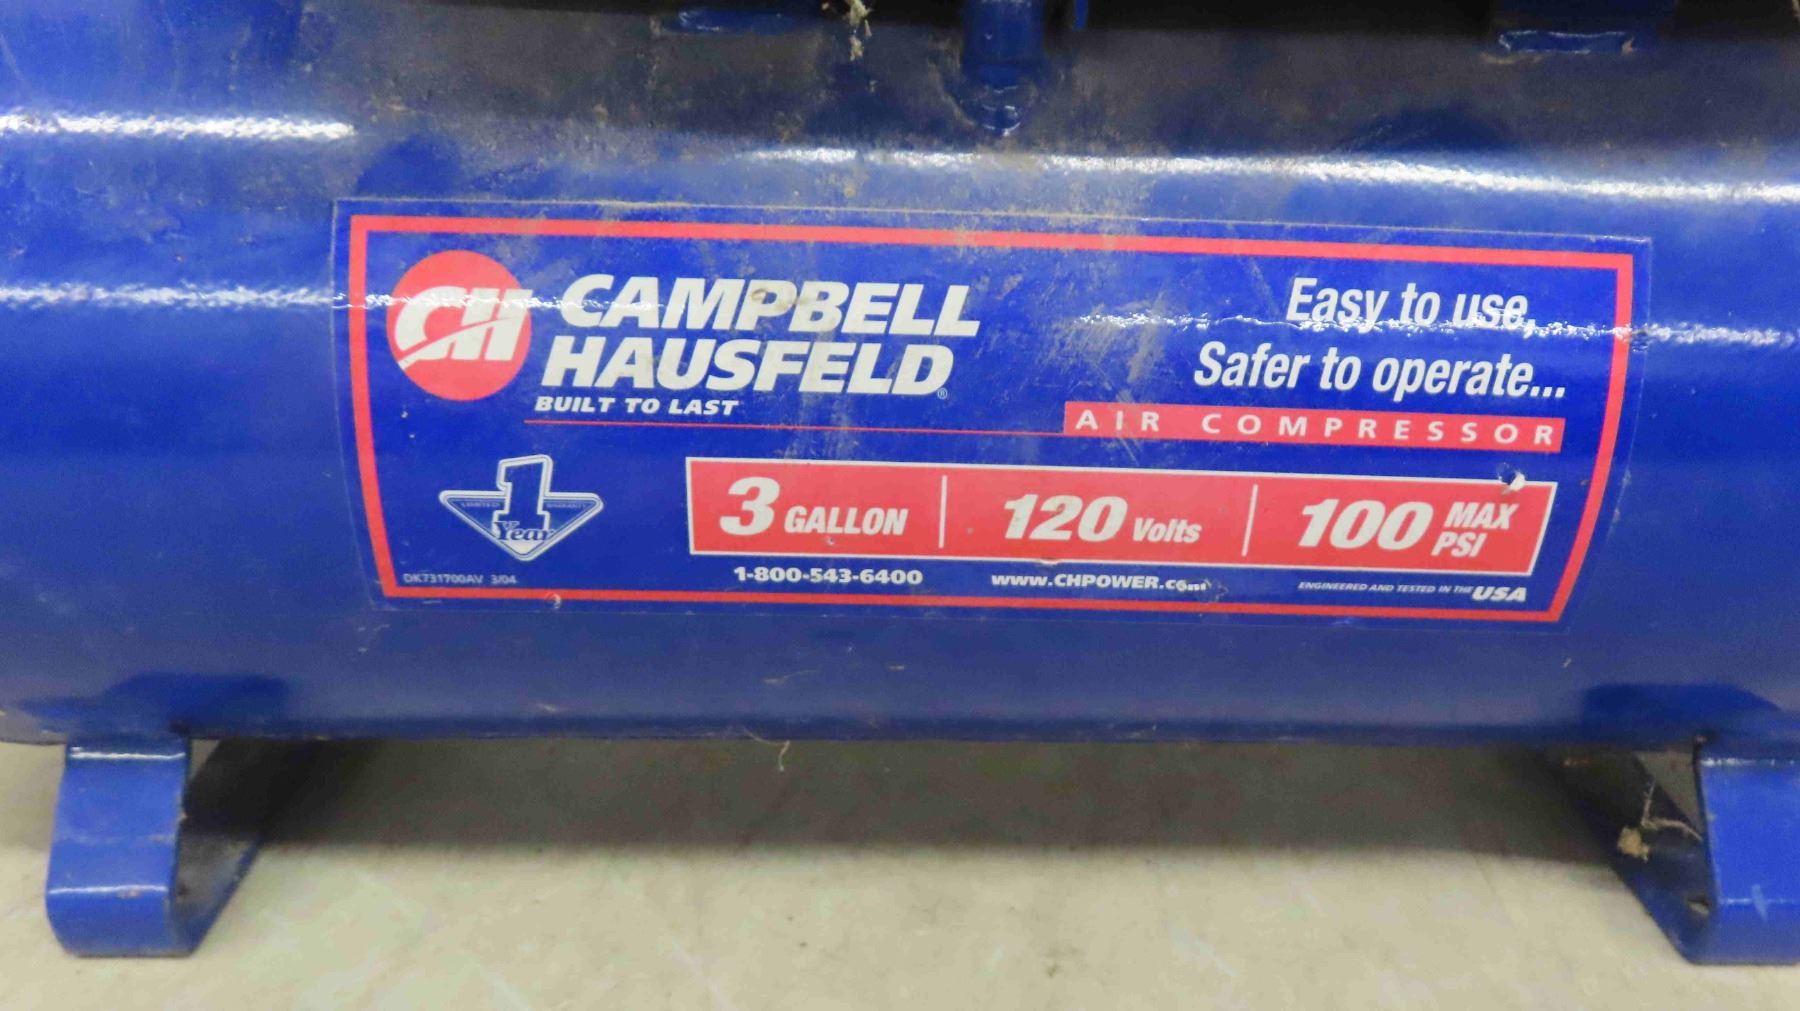 CH CAMPBELL
HAUSFELD®
BUILT TO LAST
Easy to use,
Safer to operate...
AIR COMPRESSOR
LIMITED 1 WARRANTY
Year
3 GALLON 120 Volts 100 MAX PSI
DK731700AV 3/04
1-800-543-6400 www.CHPOWER.com ENGINEERED AND TESTED IN THE USA